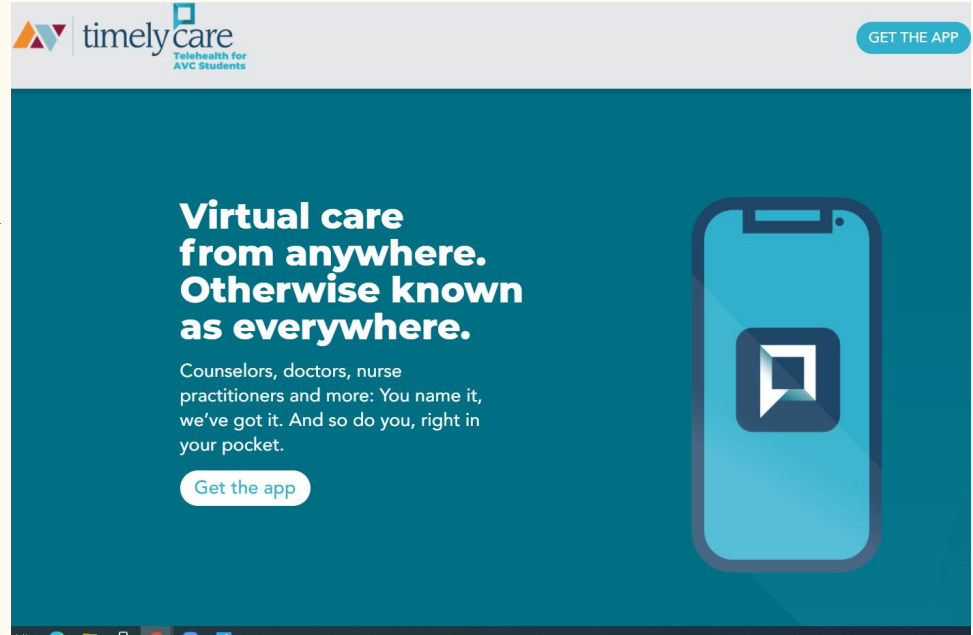 timely care
Telehealth for
AVC Students
GET THE APP
Virtual care
from anywhere.
Otherwise known
as everywhere.
Counselors, doctors, nurse
practitioners and more: You name it,
we’ve got it. And so do you, right in
your pocket.
Get the app